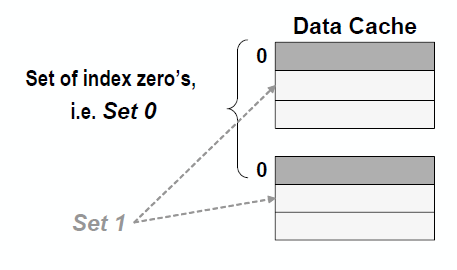 Data Cache
0
Set of index zero's,
i.e. Set 0
0
Set 1